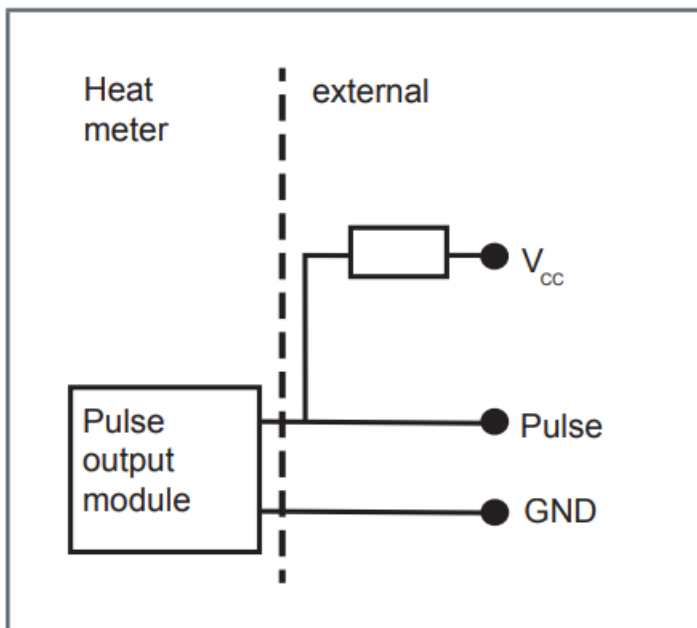 Heat
meter
external
Vcc
Pulse
output
module
Pulse
GND